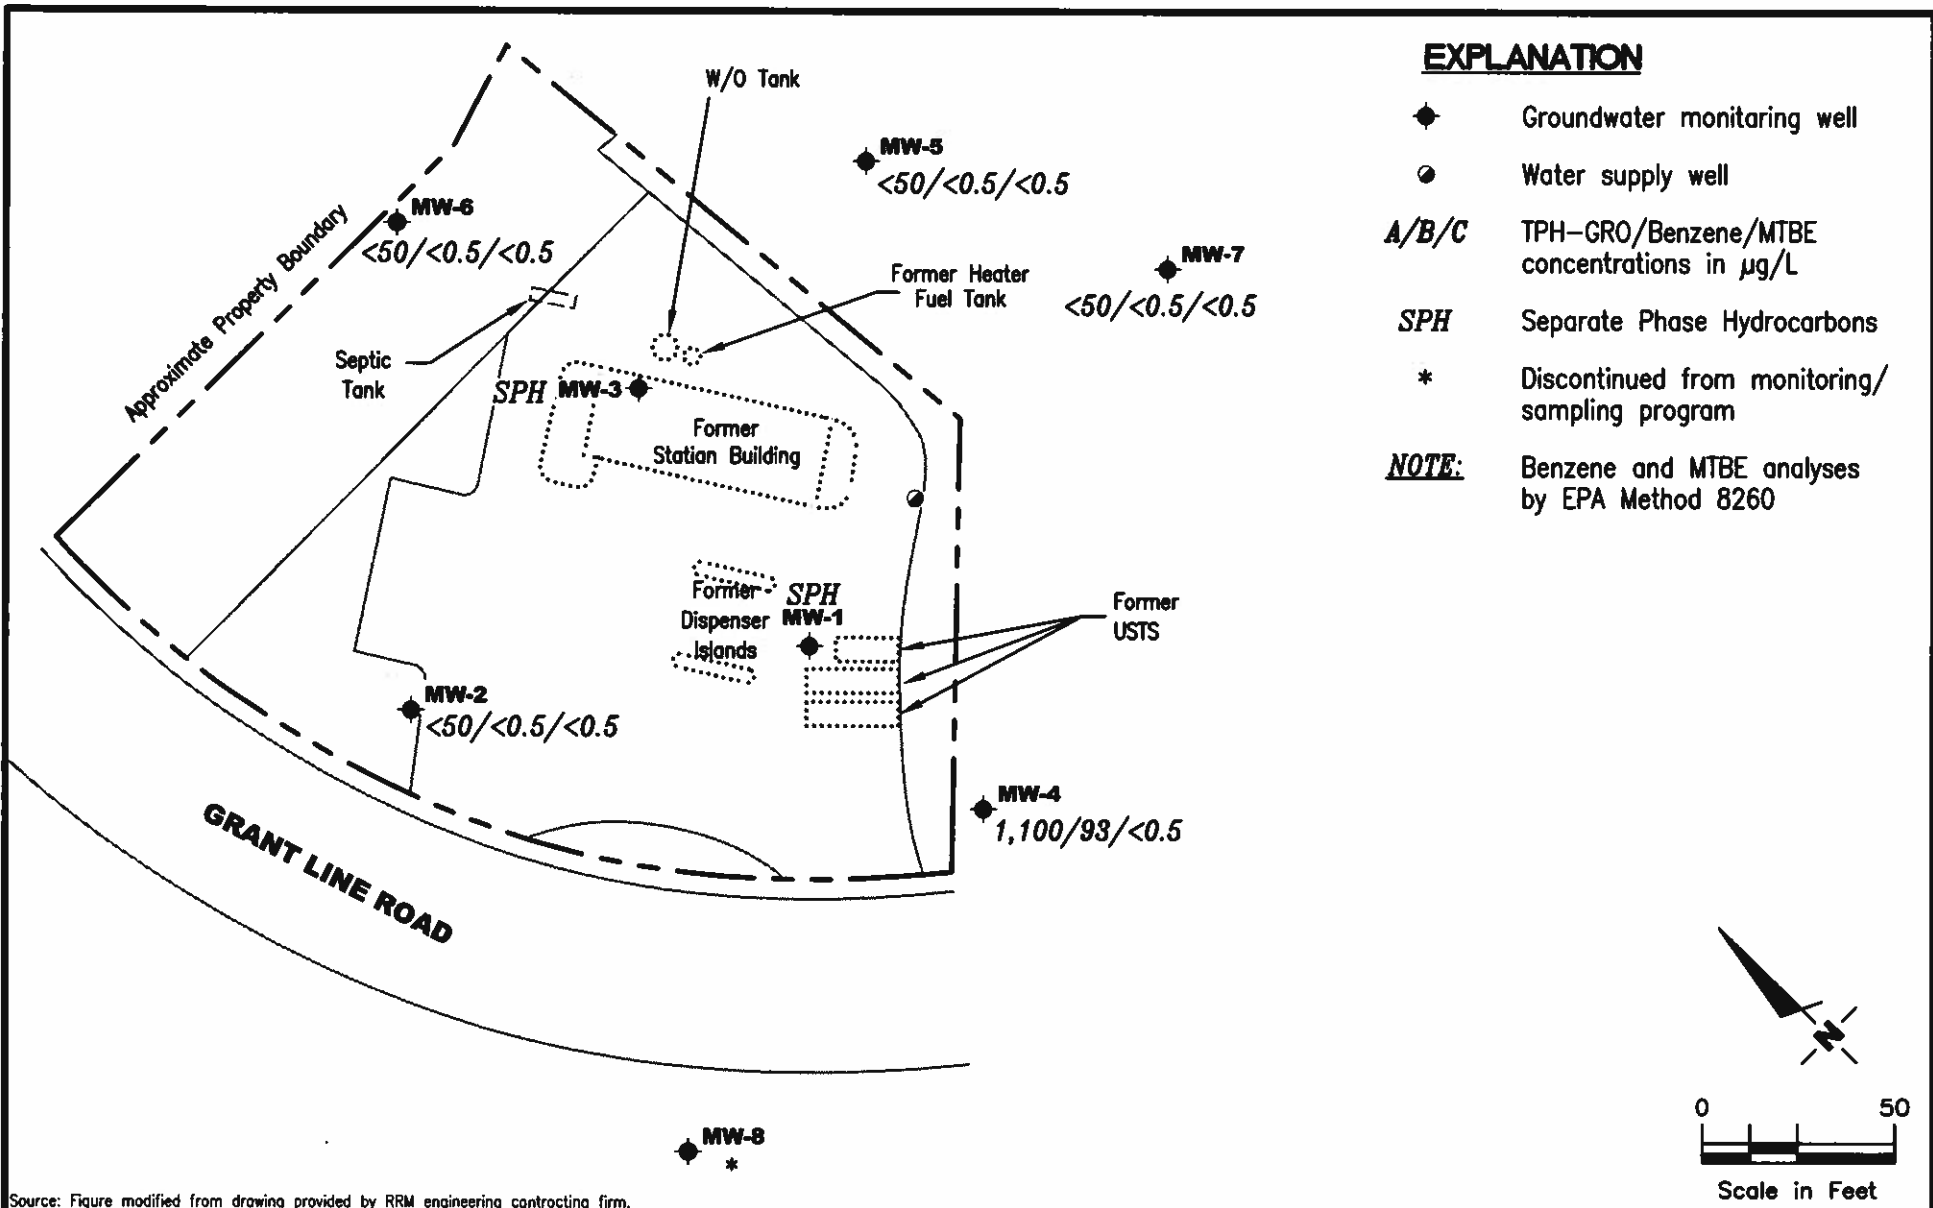 EXPLANATION
Groundwater monitaring well
Water supply well
A/B/C TPH-GRO/Benzene/MTBE
concentrations in µg/L
SPH Separate Phase Hydrocarbons
* Discontinued from monitoring/
sampling program
NOTE: Benzene and MTBE analyses
by EPA Method 8260
W/O Tank
MW-5
<50/<0.5/<0.5
MW-6
<50/<0.5/<0.5
Approximate Property Boundary
MW-7
<50/<0.5/<0.5
Former Heater
Fuel Tank
Septic
Tank
SPH MW-3
Former
Station Building
Former
Dispenser
Islands
SPH
MW-1
Former
USTS
MW-2
<50/<0.5/<0.5
MW-4
1,100/93/<0.5
GRANT LINE ROAD
MW-8
*
N
0 50
Scale in Feet
Source: Figure modified from drawing provided by RRM engineering contracting firm.